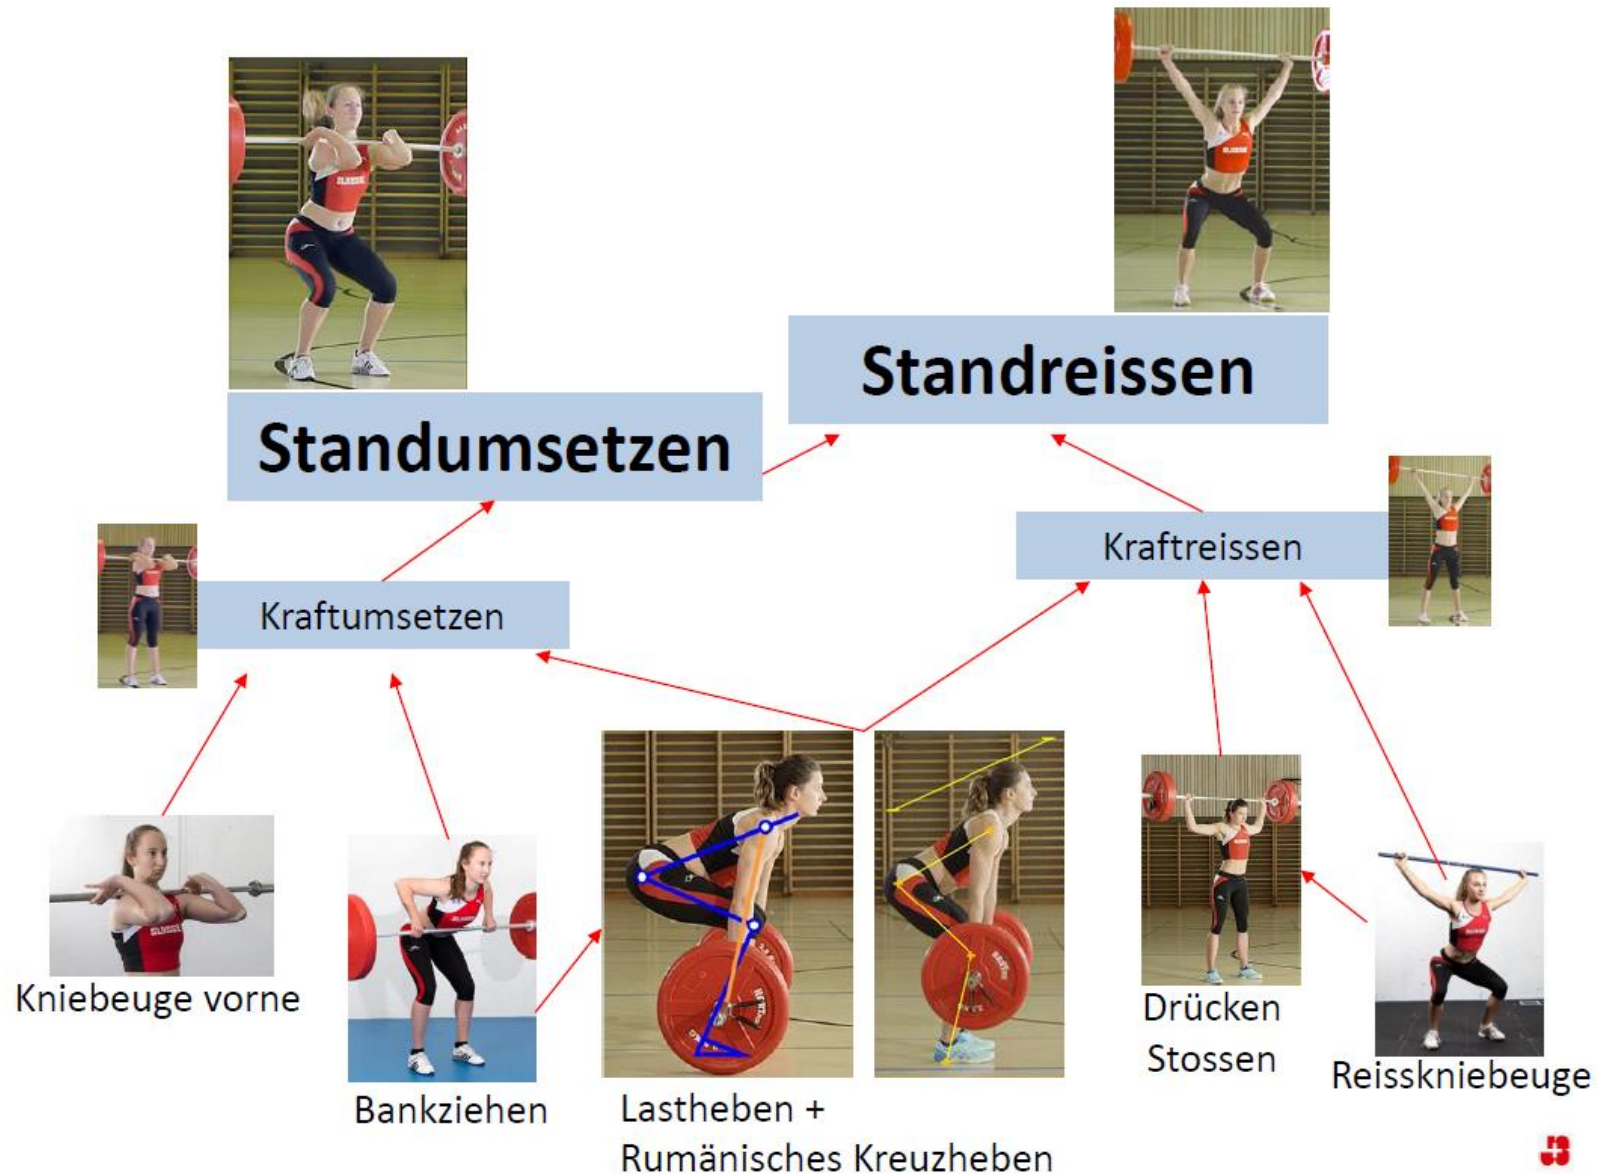 Standreissen
Standumsetzen
Kraftreissen
Kraftumsetzen
Kniebeuge vorne
Bankziehen
Lastheben +
Rumänisches Kreuzheben
Drücken
Stossen
Reisskniebeuge